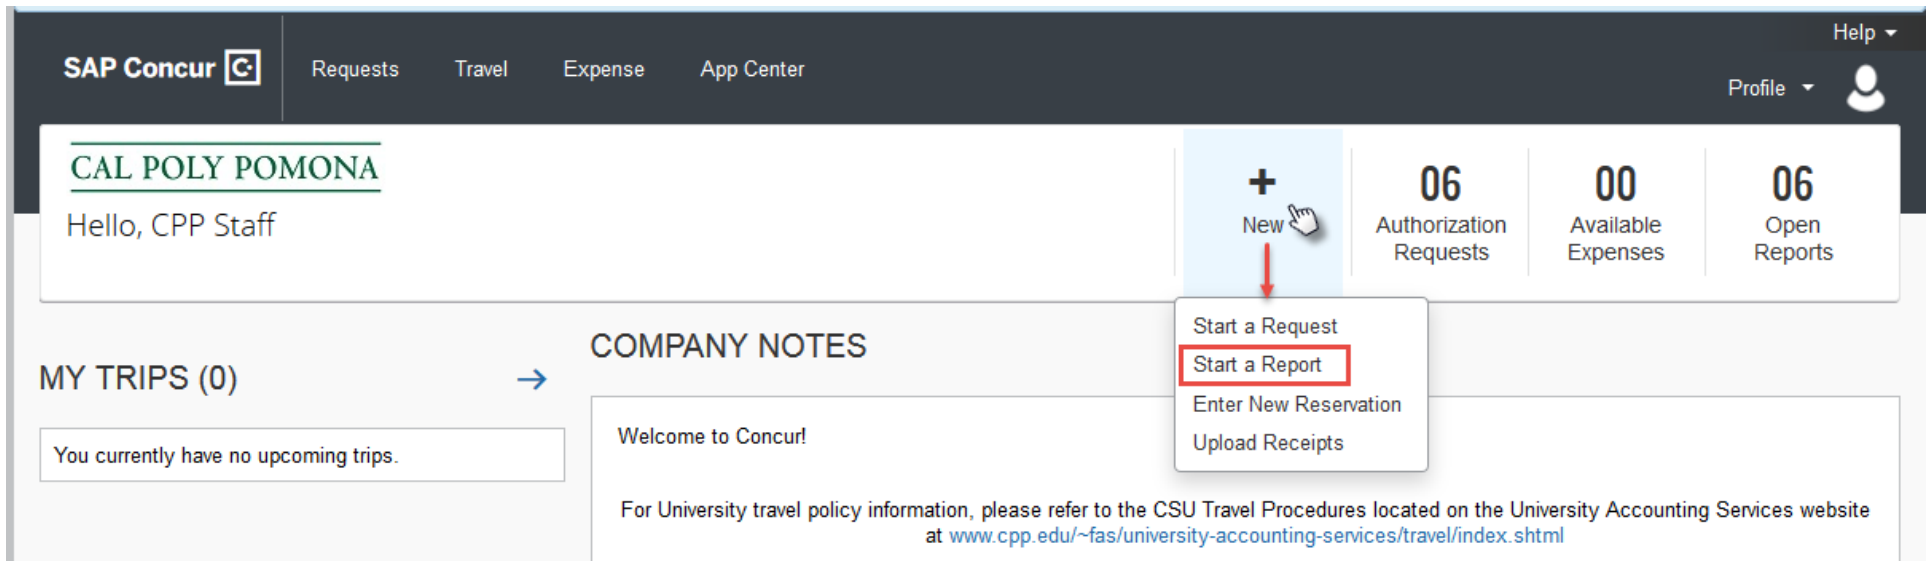 Help
SAP Concur C.
Requests
Travel
Expense
App Center
Profile
CAL POLY POMONA
Hello, CPP Staff
+
New
06
Authorization
Requests
00
Available
Expenses
06
Open
Reports
Start a Request
Start a Report
Enter New Reservation
Upload Receipts
MY TRIPS (0)
You currently have no upcoming trips.
COMPANY NOTES
Welcome to Concur!
For University travel policy information, please refer to the CSU Travel Procedures located on the University Accounting Services website
at www.cpp.edu/~fas/university-accounting-services/travel/index.shtml